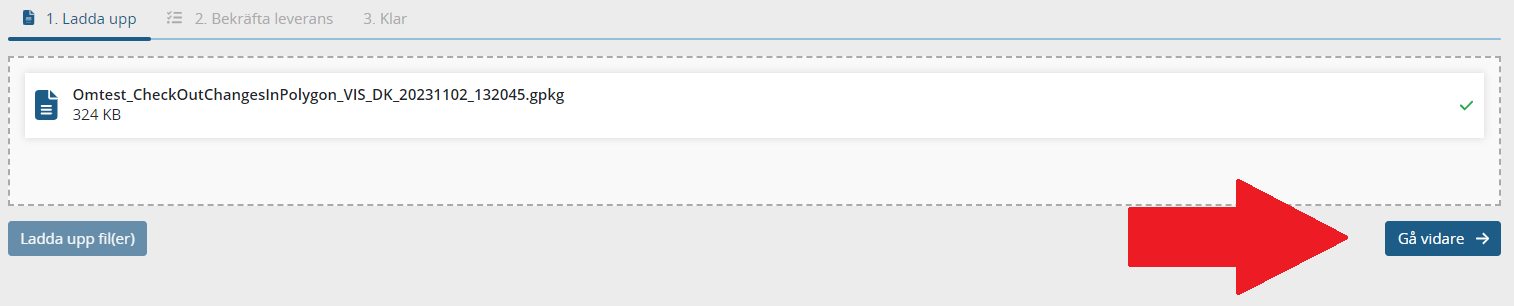 1. Ladda upp 2. Bekräfta leverans 3. Klar
Omtest_CheckOutChangesInPolygon_VIS_DK_20231102_132045.gpkg
324 KB
Ladda upp fil(er) Gå vidare →